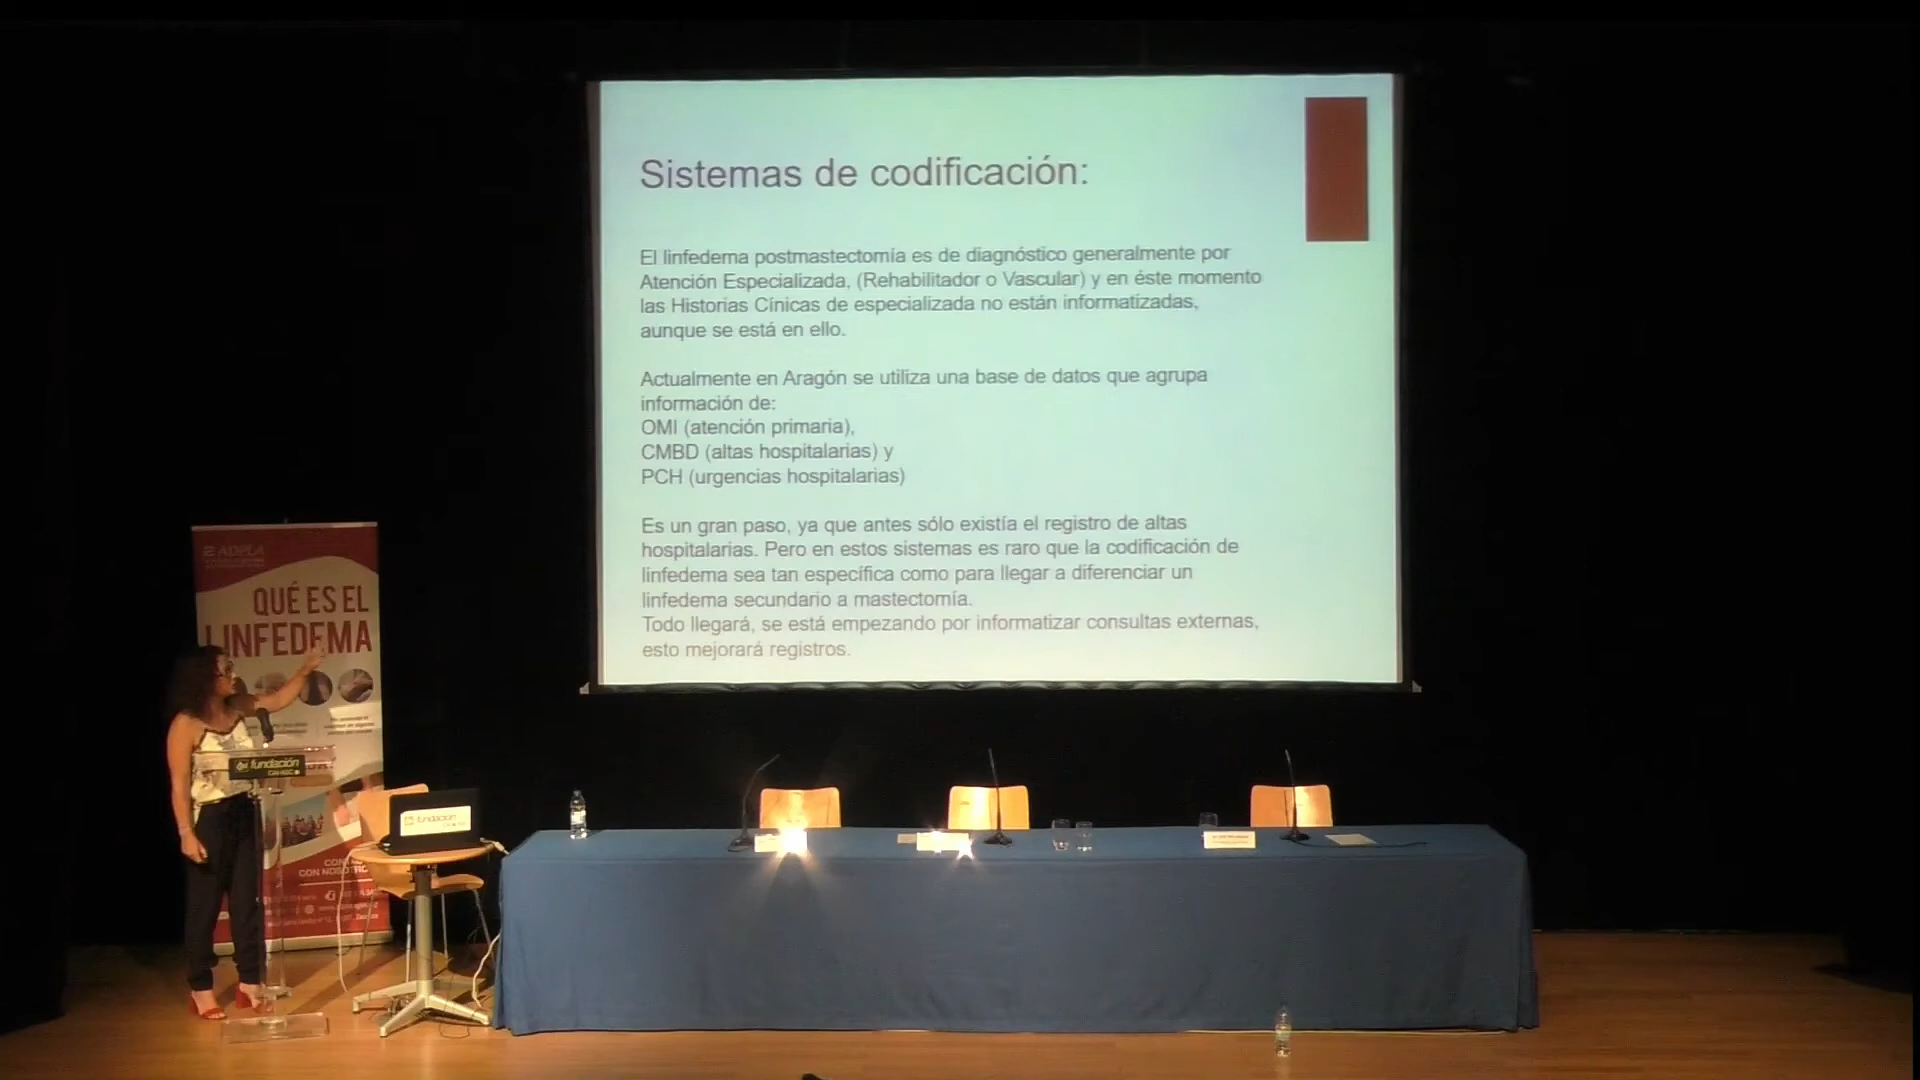 Sistemas de codificación:
El linfedema postmastectomía es de diagnóstico generalmente por
Atención Especializada, (Rehabilitador o Vascular) y en éste momento
las Historias Cínicas de especializada no están informatizadas,
aunque se está en ello.
Actualmente en Aragón se utiliza una base de datos que agrupa
información de:
OMI (atención primaria),
CMBD (altas hospitalarias) y
PCH (urgencias hospitalarias)
Es un gran paso, ya que antes sólo existía el registro de altas
hospitalarias. Pero en estos sistemas es raro que la codificación de
linfedema sea tan específica como para llegar a diferenciar un
linfedema secundario a mastectomía.
Todo llegará, se está empezando por informatizar consultas externas,
esto mejorará registros.
ADPLA
QUÉ ES EL
LINFEDEMA
fundación
fundación
CON NOSOTROS